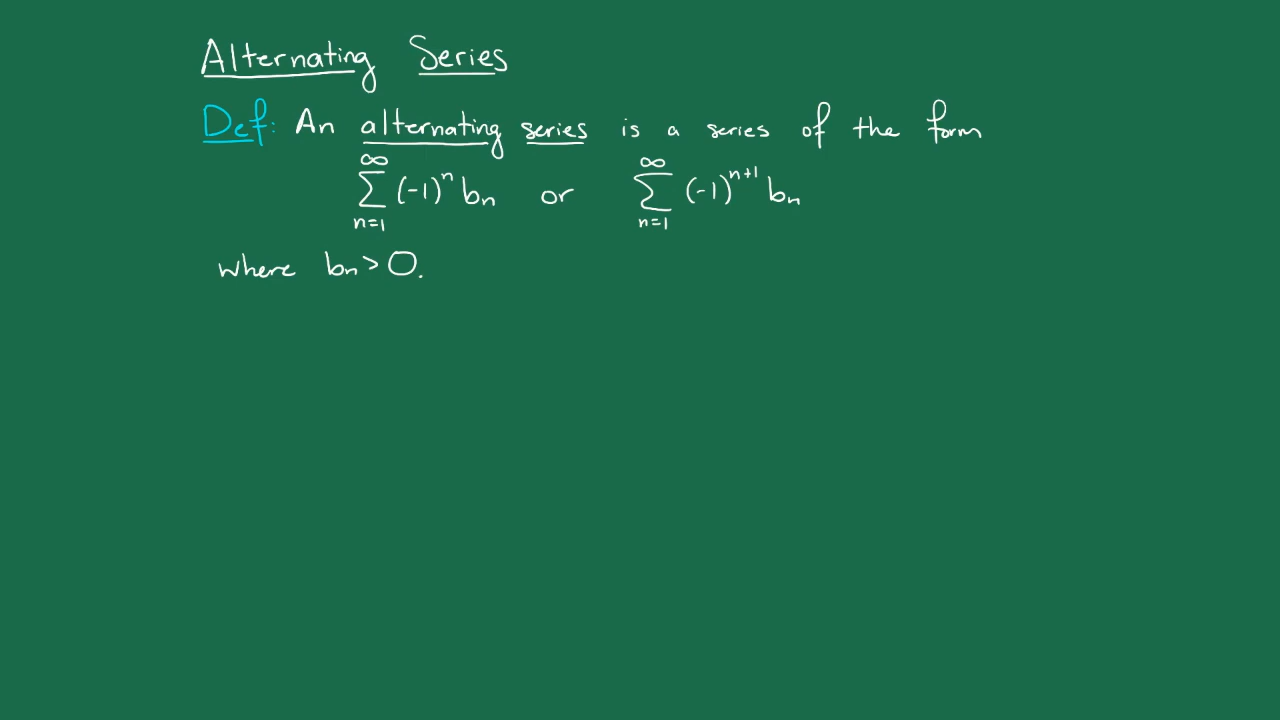 Alternating Series
Def: An alternating series is a series of the form
∞∑n=1 (-1)^n bₙ or ∞∑n=1 (-1)^(n+1) bₙ
where bₙ > 0.